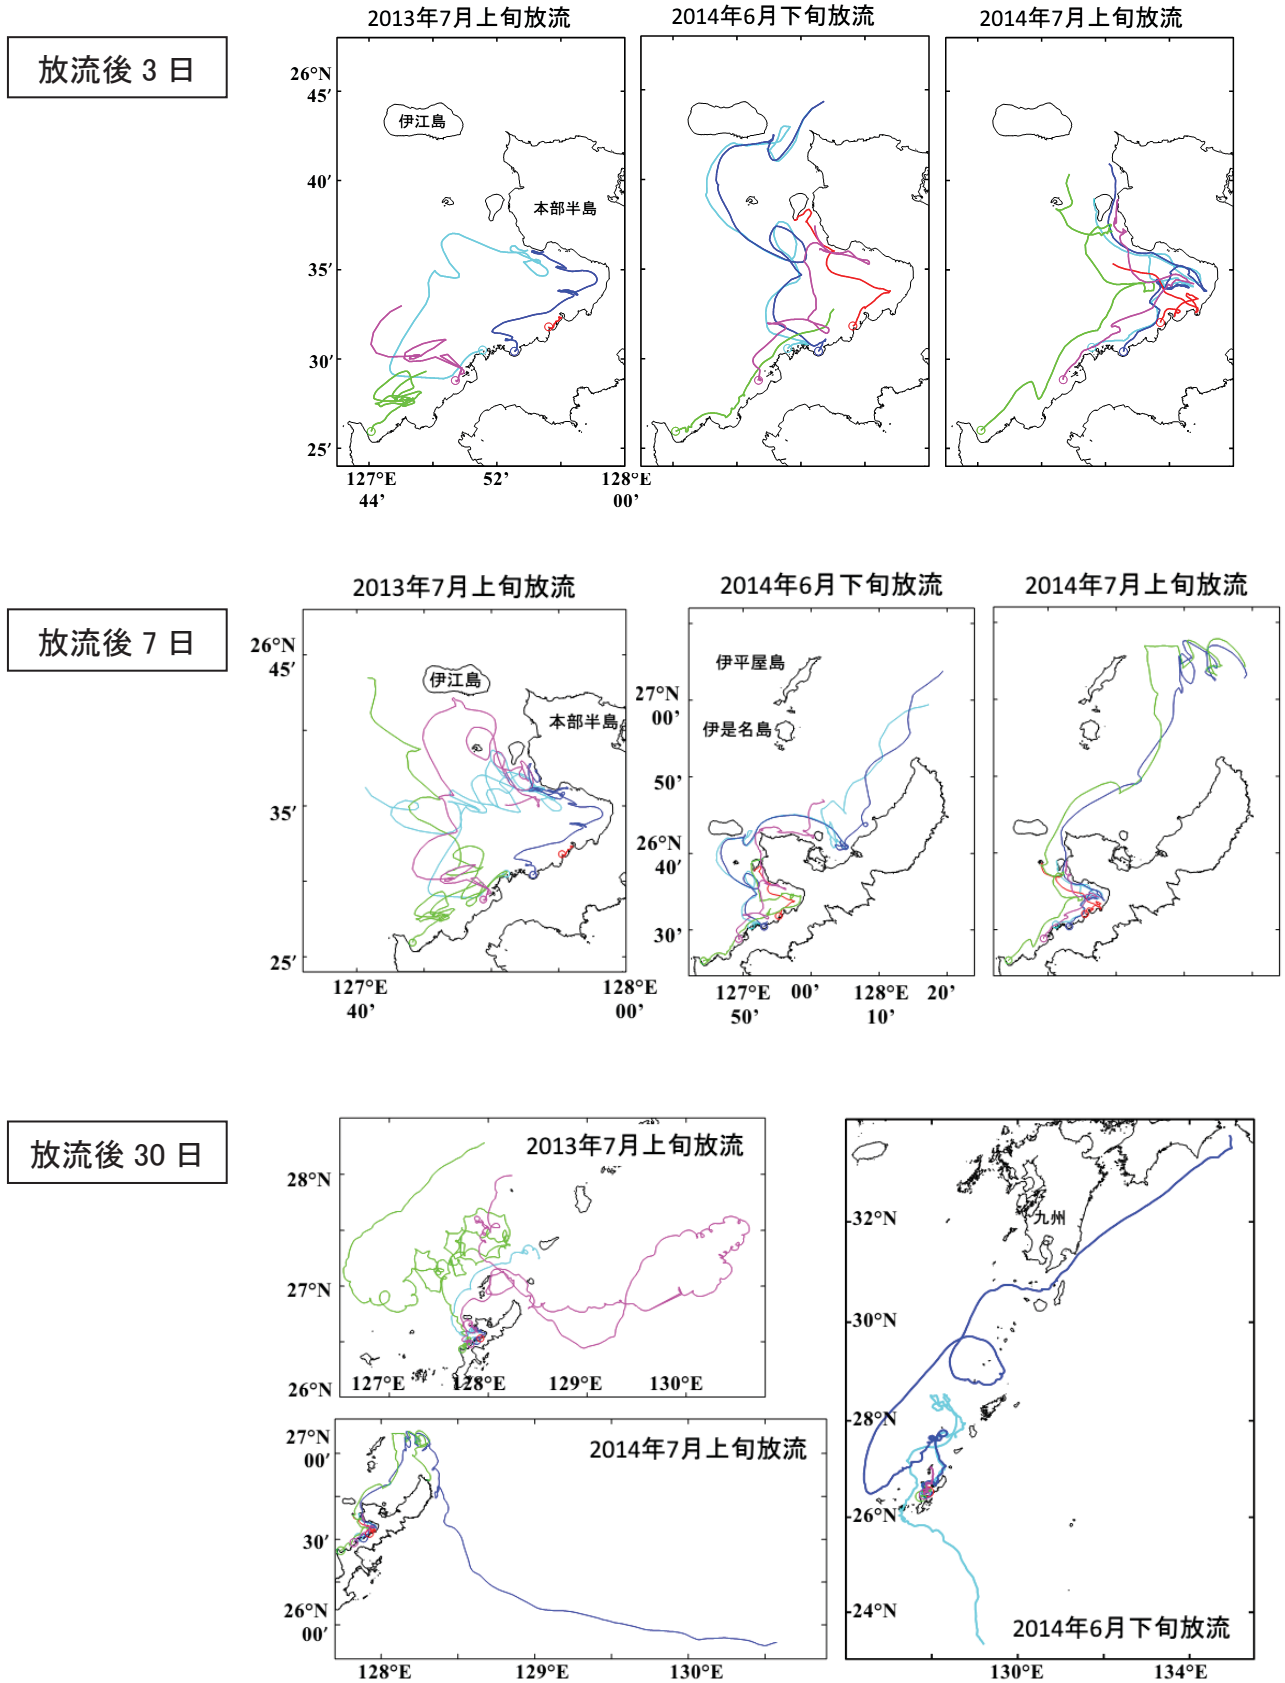 放流後 3 日
2013年7月上旬放流
2014年6月下旬放流
2014年7月上旬放流
26°N
45′
40′
35′
30′
25′
伊江島
本部半島
127°E
44’
52’
128°E
00’
放流後 7 日
2013年7月上旬放流
2014年6月下旬放流
2014年7月上旬放流
26°N
45′
35′
25′
伊江島
本部半島
127°E
40’
128°E
00’
伊平屋島
伊是名島
27°N
00’
50’
26°N
40’
30’
127°E
50’
00’
128°E
10’
20’
放流後 30 日
2013年7月上旬放流
28°N
27°N
26°N
127°E
128°E
129°E
130°E
2014年7月上旬放流
27°N
00’
30′
26°N
00’
128°E
129°E
130°E
九州
32°N
30°N
28°N
26°N
24°N
2014年6月下旬放流
130°E
134°E